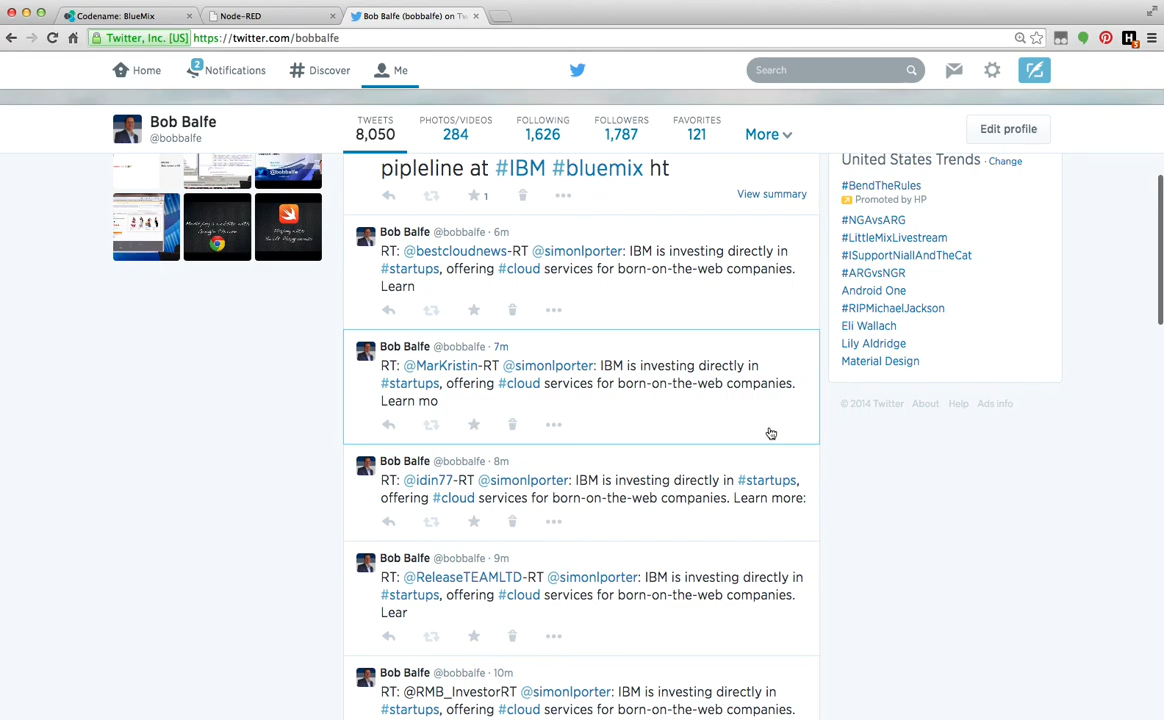 Codename: BlueMix
Node-RED
Bob Balfe (bobbalfe) on Tw
Twitter, Inc. [US] https://twitter.com/bobbalfe
Home
2
Notifications
Discover
Me
Search
Bob Balfe
@bobbalfe
TWEETS
8,050
PHOTOS/VIDEOS
284
FOLLOWING
1,626
FOLLOWERS
1,787
FAVORITES
121
More
Edit profile
pipleline at #IBM #bluemix ht
1
View summary
Bob Balfe @bobbalfe · 6m
RT: @bestcloudnews-RT @simonlporter: IBM is investing directly in
#startups, offering #cloud services for born-on-the-web companies.
Learn
Bob Balfe @bobbalfe · 7m
RT: @MarKristin-RT @simonlporter: IBM is investing directly in
#startups, offering #cloud services for born-on-the-web companies.
Learn mo
Bob Balfe @bobbalfe · 8m
RT: @idin77-RT @simonlporter: IBM is investing directly in #startups,
offering #cloud services for born-on-the-web companies. Learn more:
Bob Balfe @bobbalfe · 9m
RT: @ReleaseTEAMLTD-RT @simonlporter: IBM is investing directly in
#startups, offering #cloud services for born-on-the-web companies.
Lear
Bob Balfe @bobbalfe · 10m
RT: @RMB_InvestorRT @simonlporter: IBM is investing directly in
#startups, offering #cloud services for born-on-the-web companies.
United States Trends · Change
#BendTheRules
Promoted by HP
#NGAvsARG
#LittleMixLivestream
#ISupportNiallAndTheCat
#ARGvsNGR
Android One
#RIPMichaelJackson
Eli Wallach
Lily Aldridge
Material Design
© 2014 Twitter About Help Ads info